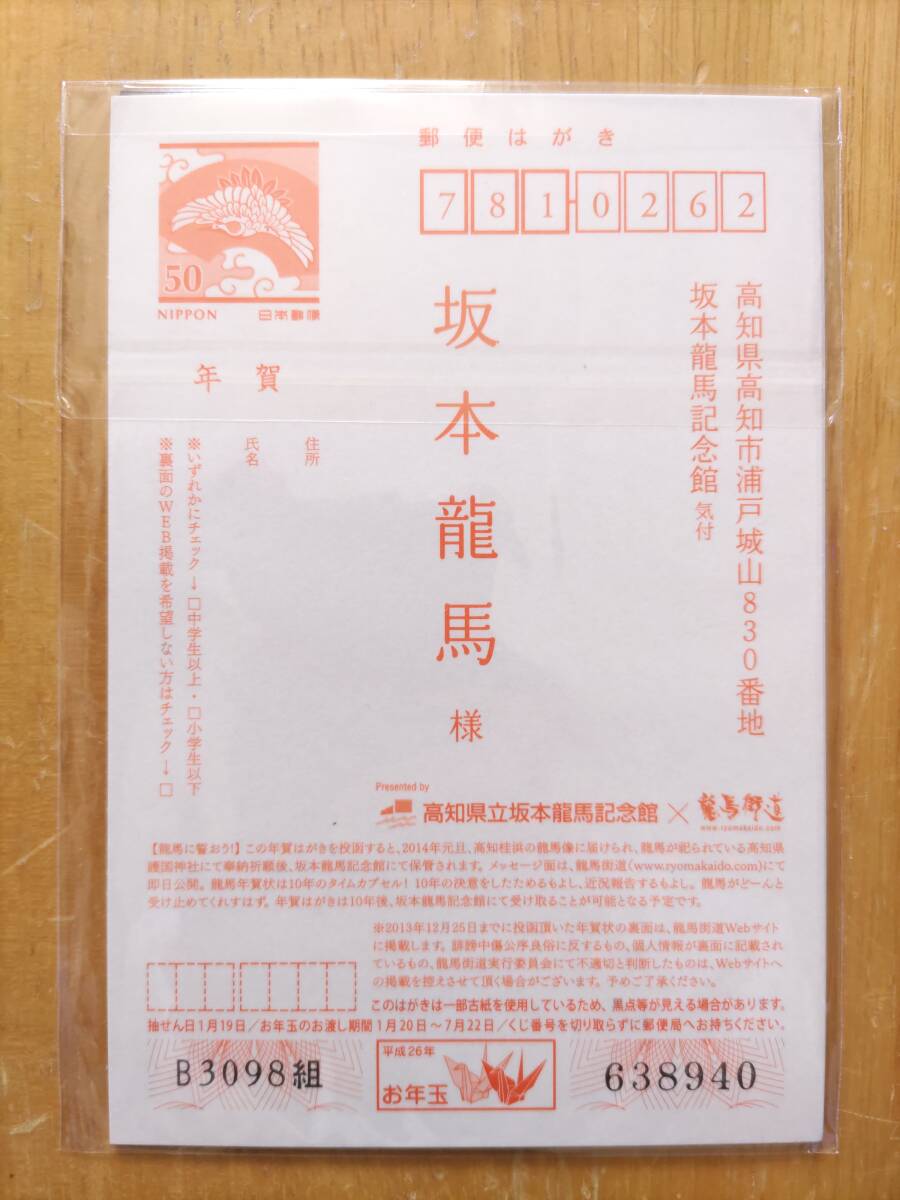 郵便はがき
781-0262
50
NIPPON 日本郵便
年賀
高知県高知市浦戸城山830番地
坂本龍馬記念館 気付
坂本龍馬様
住所
氏名
※いずれかにチェック→□中学生以上・□小学生以下
※裏面のWEB掲載を希望しない方はチェック→□
Presented by
高知県立坂本龍馬記念館×龍馬街道
www.ryomakaido.com
【龍馬に誓おう!】この年賀はがきを投函すると、2014年元旦、高知桂浜の龍馬像に届けられ、龍馬が祀られている高知県
護国神社にて奉納祈願後、坂本龍馬記念館にて保管されます。メッセージ面は、龍馬街道(www.ryomakaido.com)にて
即日公開。龍馬年賀状は10年のタイムカプセル!10年の決意をしたためるもよし、近況報告するもよし。龍馬がどーんと
受け止めてくれすはず。年賀はがきは10年後、坂本龍馬記念館にて受け取ることが可能となる予定です。
※2013年12月25日までに投函頂いた年賀状の裏面は、龍馬街道Webサイト
に掲載します。誹謗中傷公序良俗に反するもの、個人情報が裏面に記載され
ているもの、龍馬街道実行委員会にて不適切と判断したものは、Webサイトへ
の掲載を控えさせて頂く場合がございます。予めご了承ください。
このはがきは一部古紙を使用しているため、黒点等が見える場合があります。
抽せん日1月19日/お年玉のお渡し期間1月20日~7月22日/くじ番号を切り取らずに郵便局へお持ちください。
B3098組
平成26年
お年玉
638940